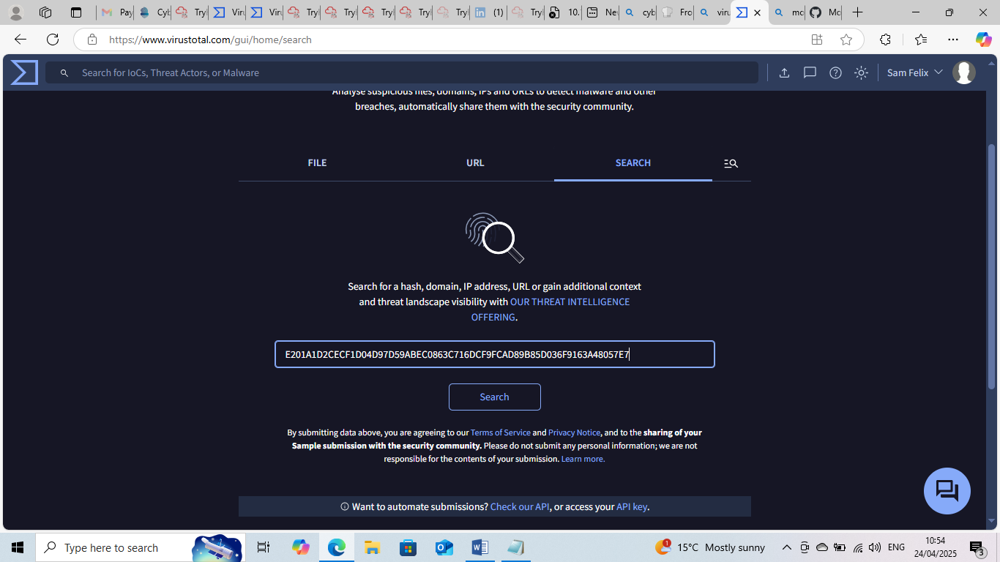 Pay
Cyb
Try
Viru
Viru
Try
Try
Try
Try
Try
(1)
Try
10.
Nev
cyb
Fro
viru
mc
Mc
https://www.virustotal.com/gui/home/search
Search for IoCs, Threat Actors, or Malware
Sam Felix
Analyse suspicious files, domains, IPs and URLs to detect malware and other
breaches, automatically share them with the security community.
FILE
URL
SEARCH
Search for a hash, domain, IP address, URL or gain additional context
and threat landscape visibility with OUR THREAT INTELLIGENCE
OFFERING.
E201A1D2CECF1D04D97D59ABEC0863C716DCF9FCAD89B85D036F9163A48057E7
Search
By submitting data above, you are agreeing to our Terms of Service and Privacy Notice, and to the sharing of your
Sample submission with the security community. Please do not submit any personal information; we are not
responsible for the contents of your submission. Learn more.
Want to automate submissions? Check our API, or access your API key.
Type here to search
1
15°C Mostly sunny
ENG
10:54
24/04/2025
3